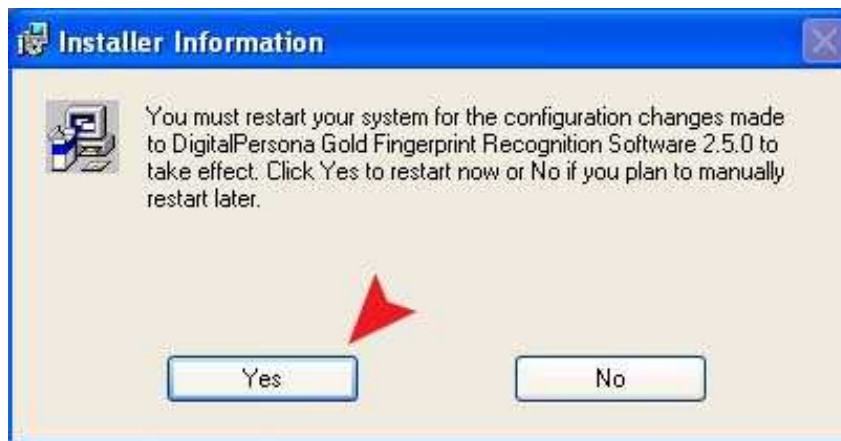 Installer Information
You must restart your system for the configuration changes made
to DigitalPersona Gold Fingerprint Recognition Software 2.5.0 to
take effect. Click Yes to restart now or No if you plan to manually
restart later.
Yes No